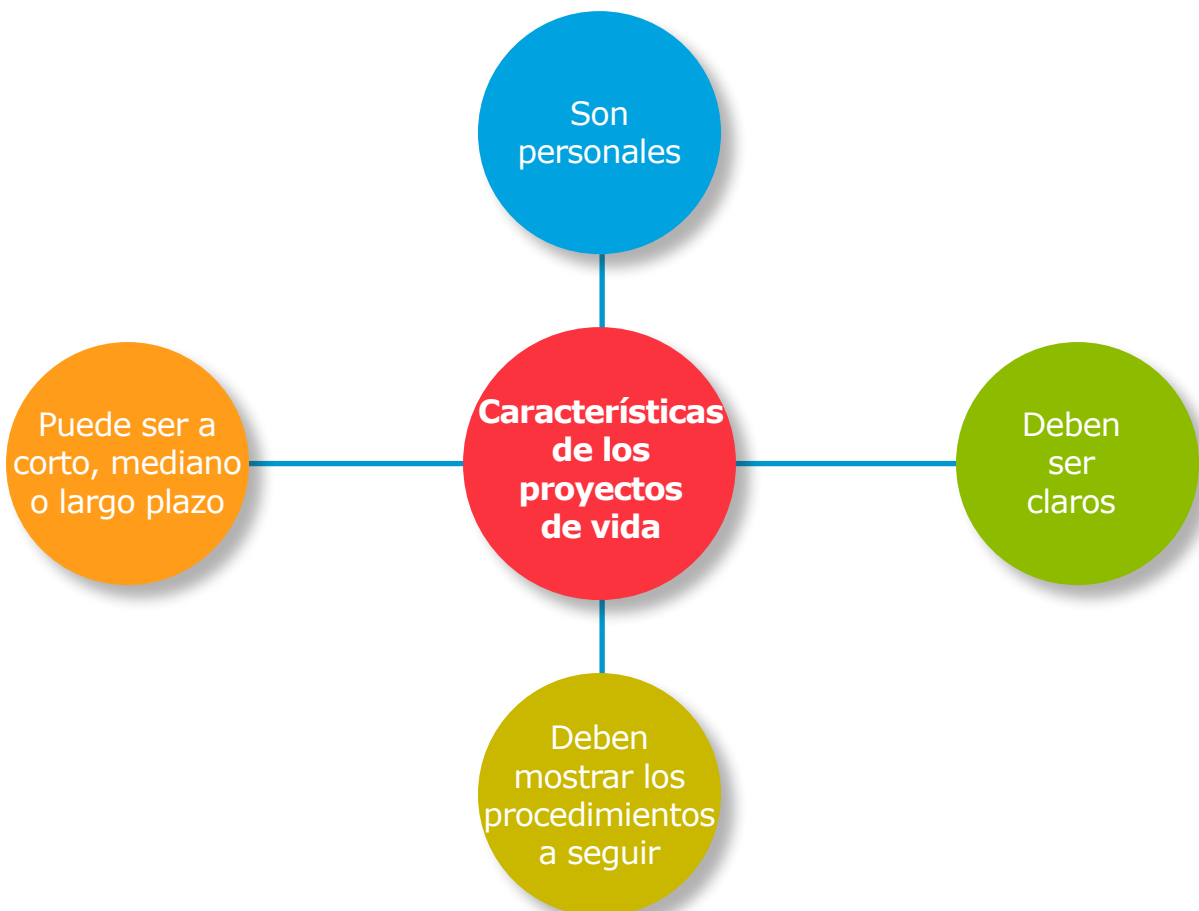 Son
personales
Puede ser a
corto, mediano
o largo plazo
Características
de los
proyectos
de vida
Deben
ser
claros
Deben
mostrar los
procedimientos
a seguir